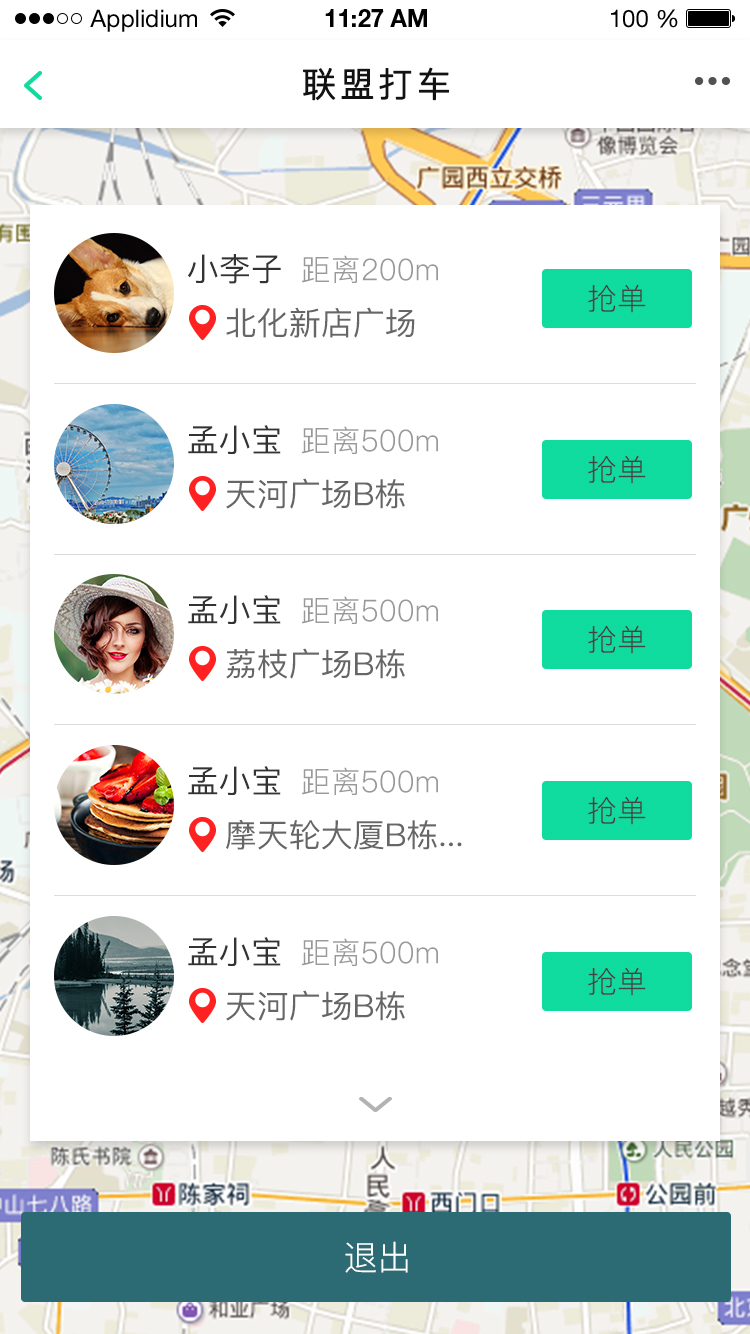 Applidium 11:27 AM 100 %
联盟打车
像博览会
广园西立交桥
三元里
小李子 距离200m
抢单
北化新店广场
孟小宝 距离500m
抢单
天河广场B栋
孟小宝 距离500m
抢单
荔枝广场B栋
孟小宝 距离500m
抢单
摩天轮大厦B栋...
孟小宝 距离500m
抢单
天河广场B栋
陈氏书院
人民公园
陈家祠
西门口
公园前
中山七八路
退出
和业广场